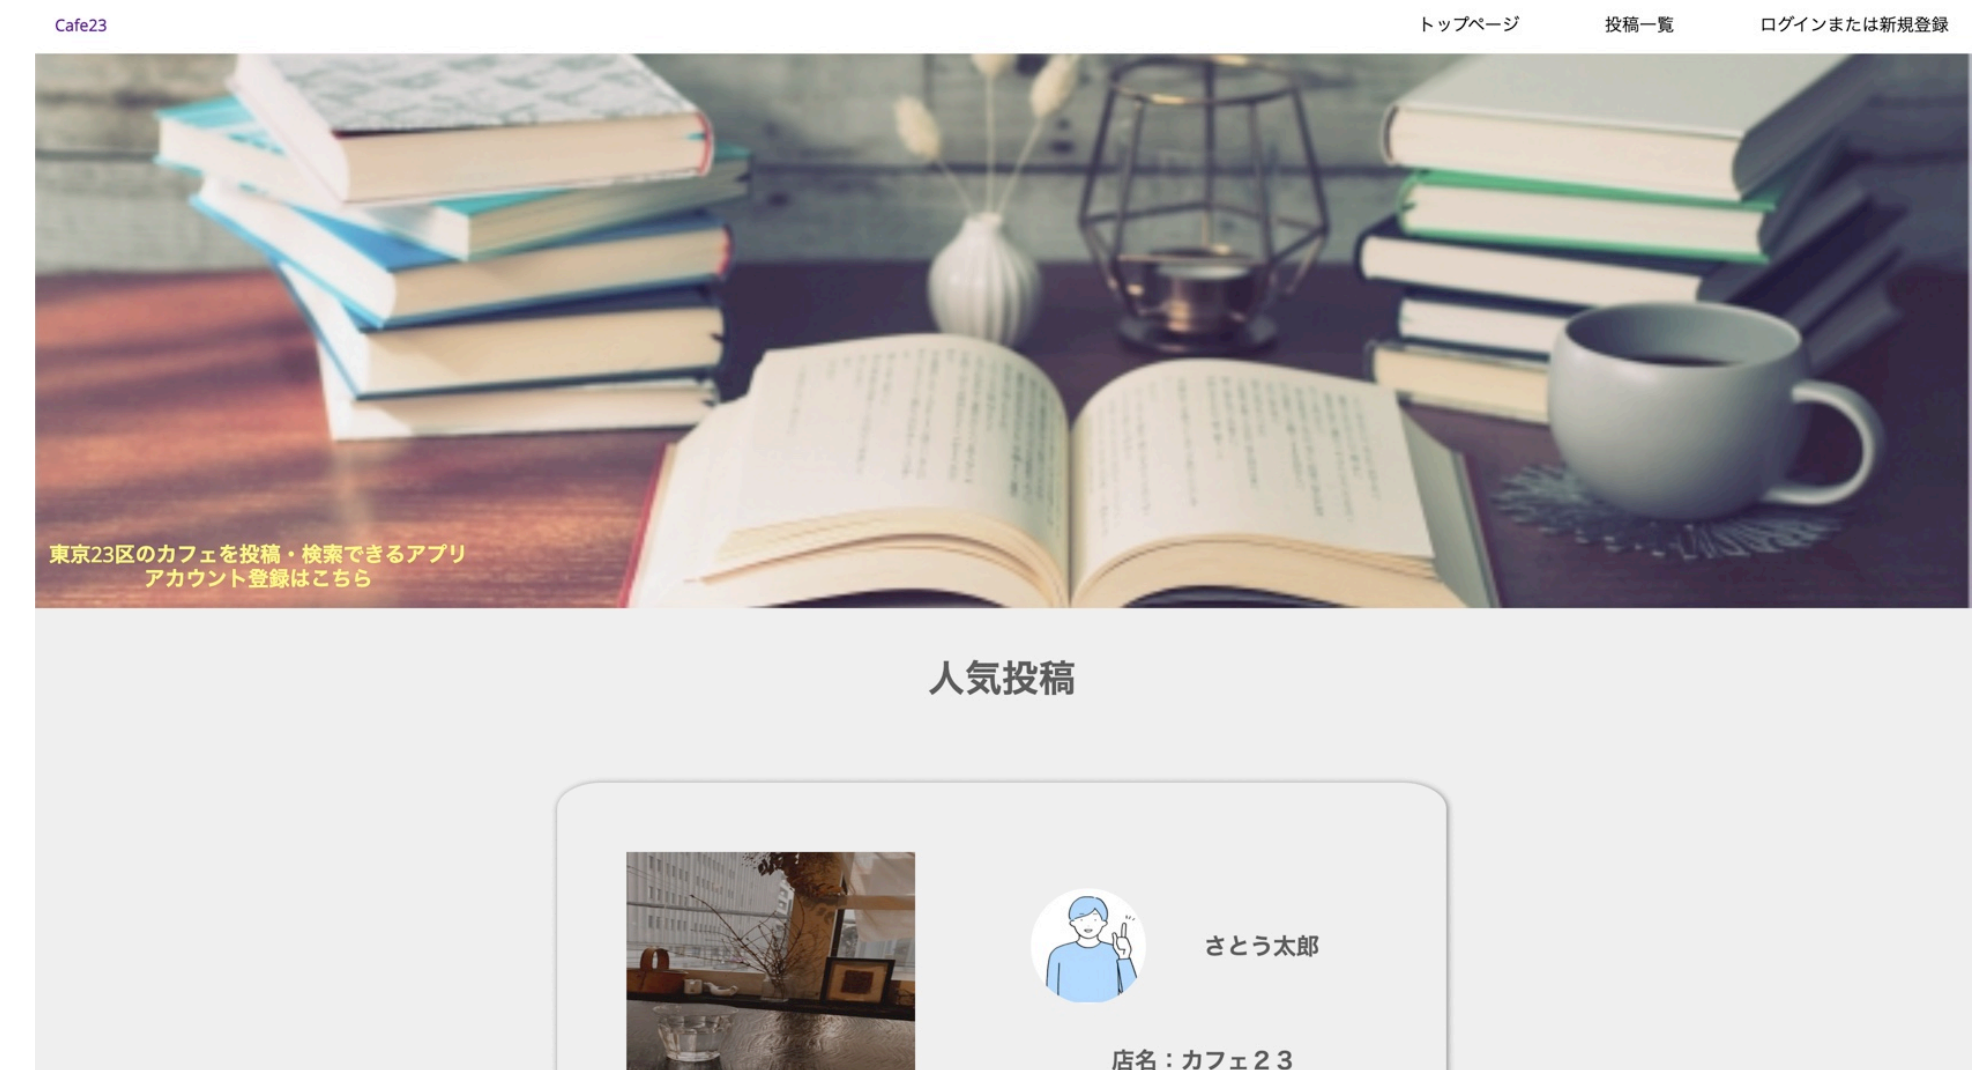 Cafe23
トップページ
投稿一覧
ログインまたは新規登録
東京23区のカフェを投稿・検索できるアプリ
アカウント登録はこちら
人気投稿
さとう太郎
店名：カフェ２３